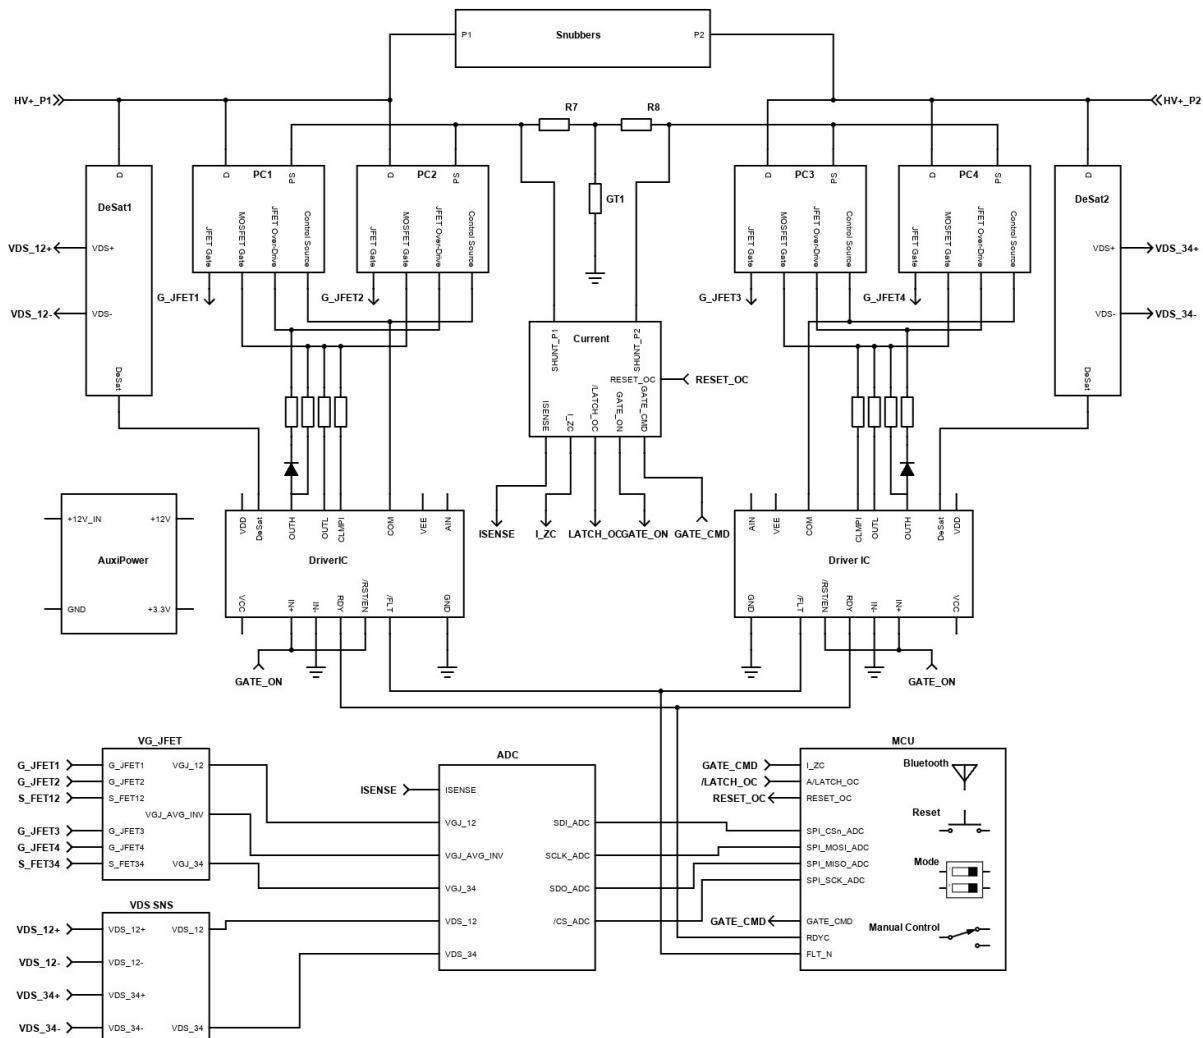 P1 Snubbers P2
HV+_P1
HV+_P2
R7 R8
D
D PC1 PS
D PC2 PS
D PC3 PS
D PC4 PS
D
DeSat1
JFET Gate
MOSFET Gate
JFET Over-Drive
Control Source
JFET Gate
MOSFET Gate
JFET Over-Drive
Control Source
GT1
JFET Gate
MOSFET Gate
JFET Over-Drive
Control Source
JFET Gate
MOSFET Gate
JFET Over-Drive
Control Source
DeSat2
VDS_12+ VDS+
VDS+ VDS_34+
G_JFET1 G_JFET2
G_JFET3 G_JFET4
VDS_12- VDS-
VDS- VDS_34-
DeSat
DeSat
SHUNT_P1
Current
SHUNT_P2
RESET_OC RESET_OC
ISENSE
I_ZC
/LATCH_OC
GATE_ON
GATE_CMD
ISENSE I_ZC LATCH_OC GATE_ON GATE_CMD
+12V_IN +12V
AuxiPower
GND +3.3V
VDD
DeSat
OUTH
OUTL
CLMPI
COM
VEE
AIN
DriverIC
VCC
IN+
IN-
RDY
/RST/EN
/FLT
GND
GATE_ON
AIN
VEE
COM
CLMPI
OUTL
OUTH
DeSat
VDD
Driver IC
GND
/FLT
/RST/EN
RDY
IN-
IN+
VCC
GATE_ON
VG_JFET
G_JFET1 G_JFET1 VGJ_12
G_JFET2 G_JFET2
S_FET12 S_FET12
VGJ_AVG_INV
G_JFET3 G_JFET3
G_JFET4 G_JFET4
S_FET34 S_FET34 VGJ_34
VDS SNS
VDS_12+ VDS_12+ VDS_12
VDS_12- VDS_12-
VDS_34+ VDS_34+
VDS_34- VDS_34- VDS_34
ADC
ISENSE ISENSE
VGJ_12 SDI_ADC
VGJ_AVG_INV SCLK_ADC
VGJ_34 SDO_ADC
VDS_12 /CS_ADC
VDS_34
MCU
GATE_CMD I_ZC Bluetooth
/LATCH_OC A/LATCH_OC
RESET_OC RESET_OC
Reset
SPI_CSn_ADC
SPI_MOSI_ADC
SPI_MISO_ADC Mode
SPI_SCK_ADC
GATE_CMD GATE_CMD Manual Control
RDYC
FLT_N